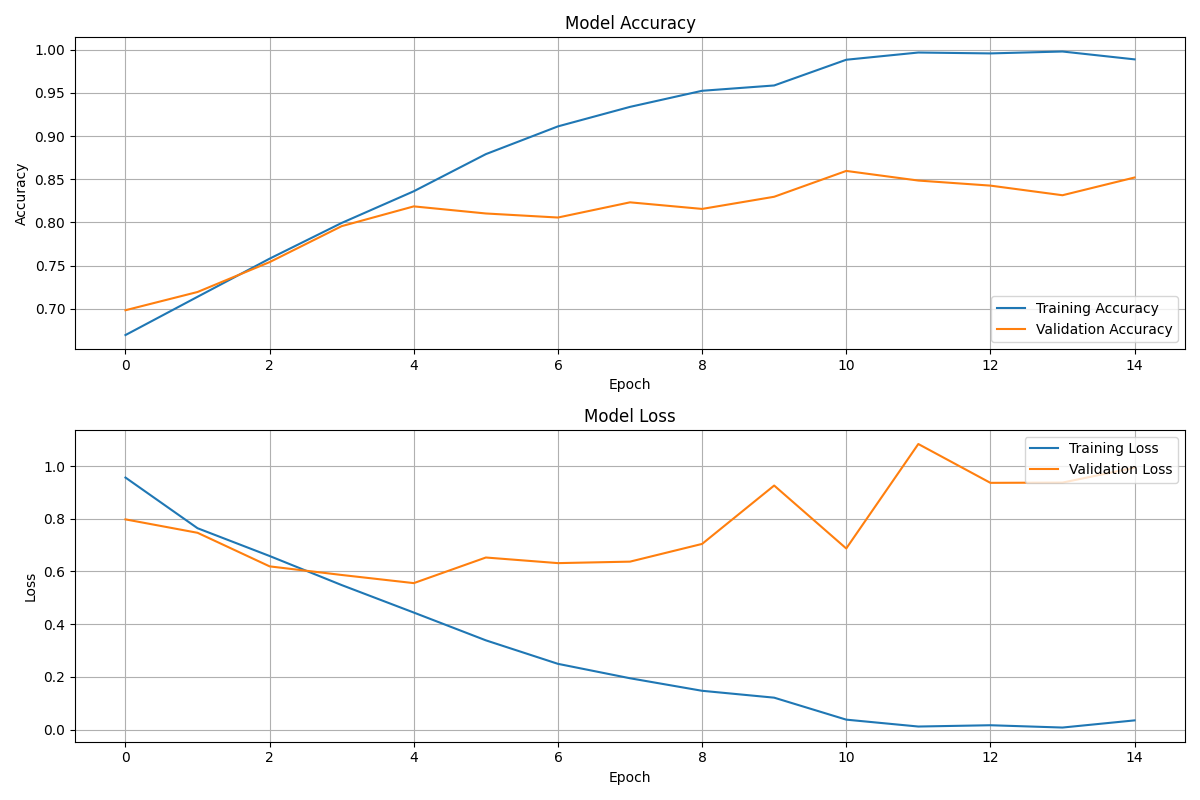 Model Accuracy
1.00
0.95
0.90
0.85
0.80
0.75
0.70
Accuracy
Training Accuracy
Validation Accuracy
0 2 4 6 8 10 12 14
Epoch
Model Loss
1.0
0.8
0.6
0.4
0.2
0.0
Loss
Training Loss
Validation Loss
0 2 4 6 8 10 12 14
Epoch